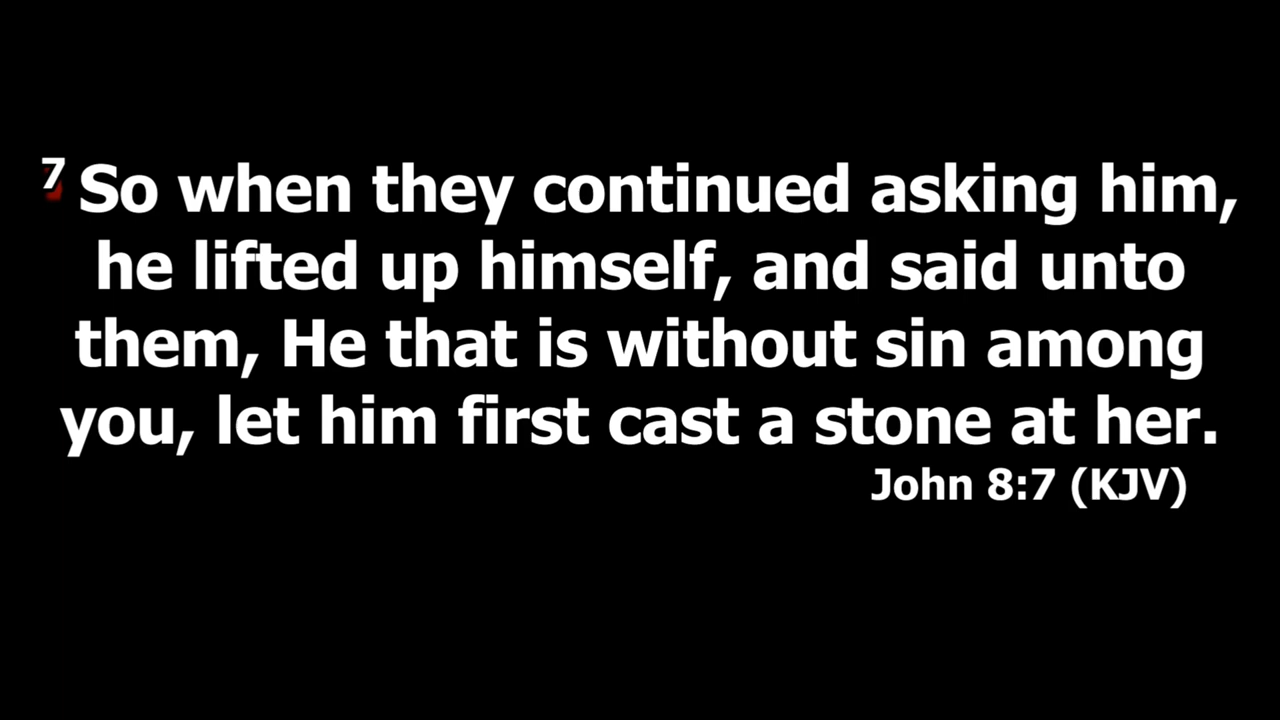 7 So when they continued asking him,
he lifted up himself, and said unto
them, He that is without sin among
you, let him first cast a stone at her.
John 8:7 (KJV)